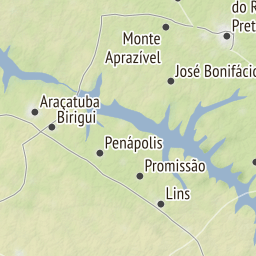 do R
Pret
Monte
Aprazível
José Bonifácio
Araçatuba
Birigui
Penápolis
Promissão
Lins